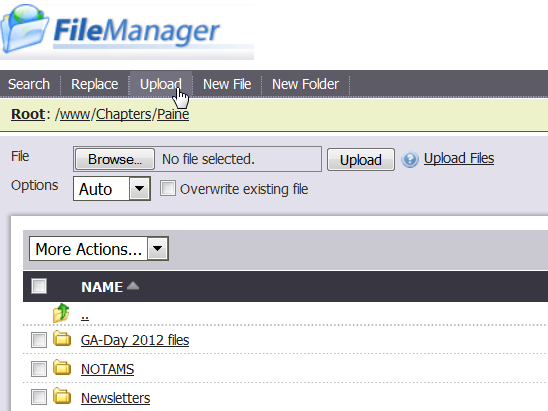 FileManager
Search Replace Upload New File New Folder
Root: /www/Chapters/Paine
File Browse... No file selected. Upload Upload Files
Options Auto Overwrite existing file
More Actions...
NAME
..
GA-Day 2012 files
NOTAMS
Newsletters